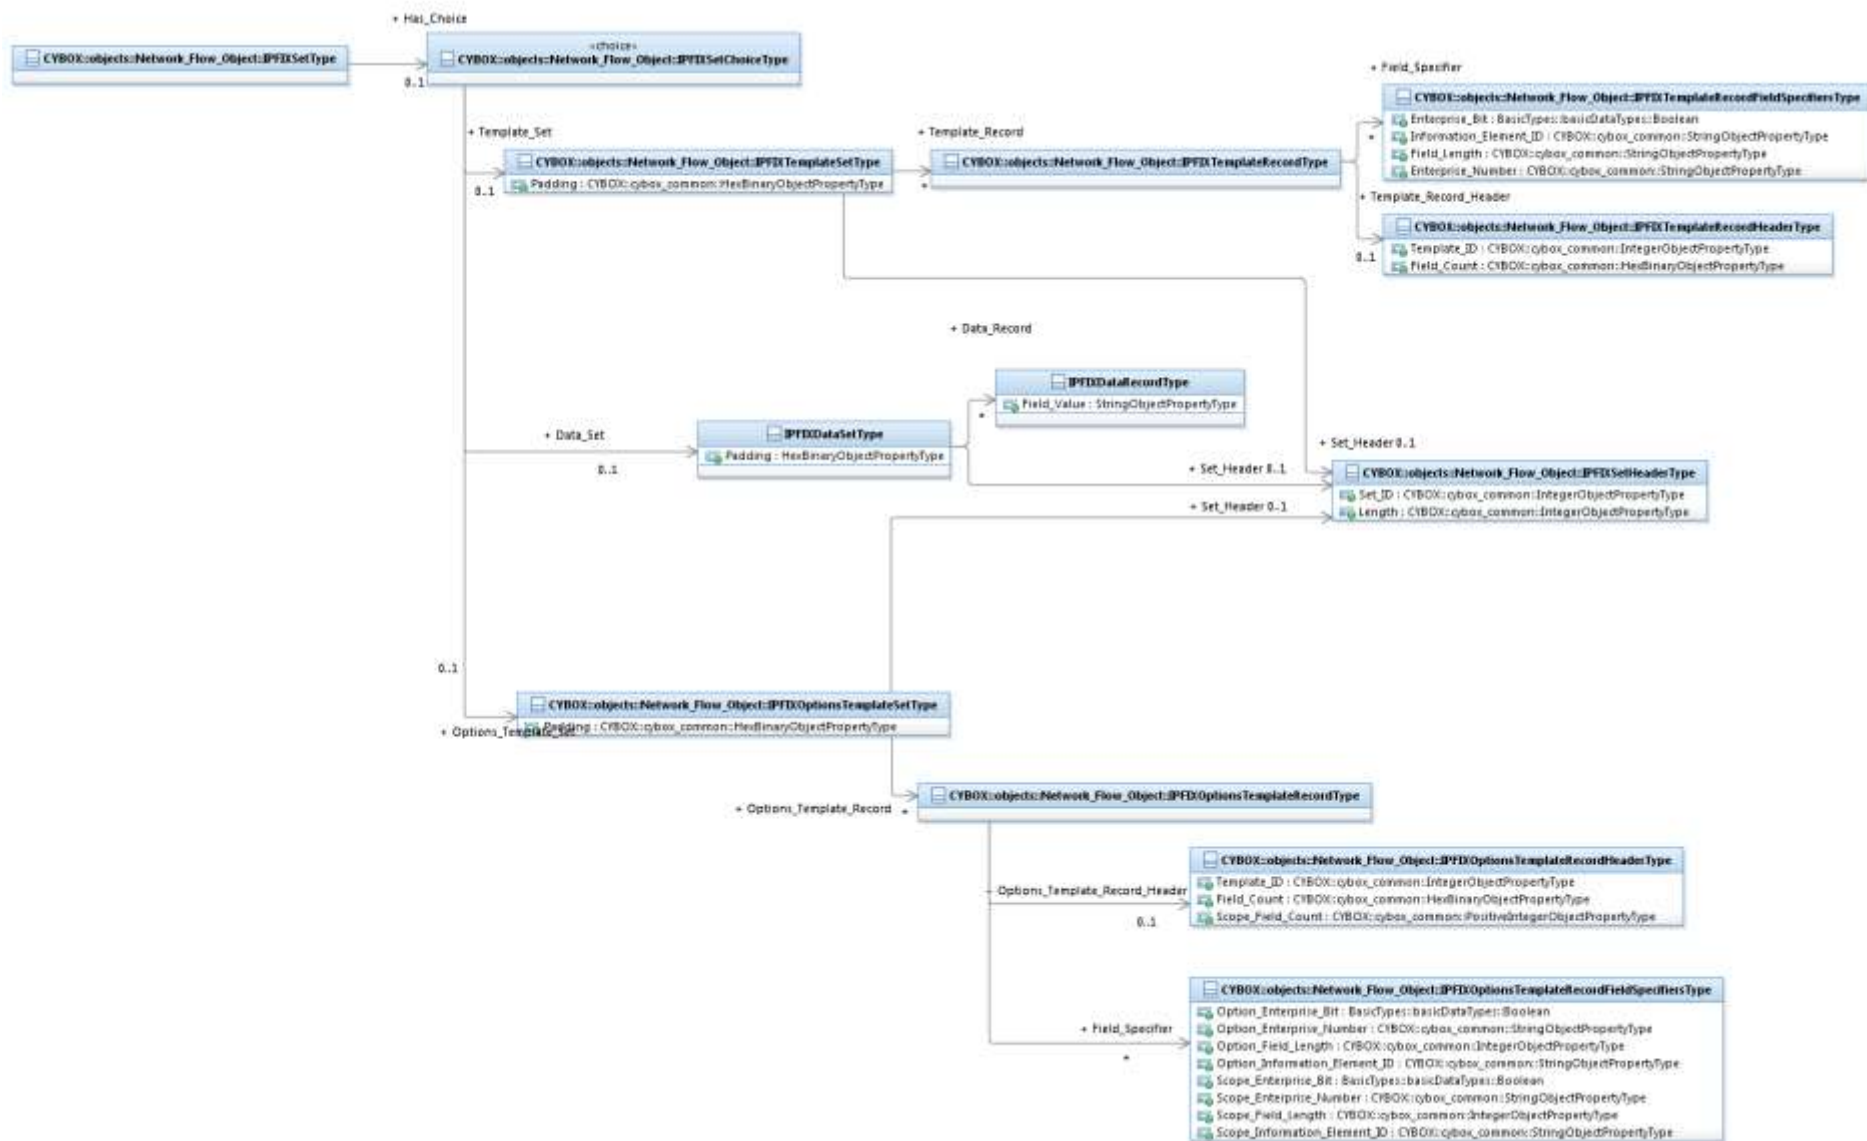 + Has_Choice
CYBOX::objects::Network_Flow_Object::IPFIXSetType
«choice»
CYBOX::objects::Network_Flow_Object::IPFIXSetChoiceType
0..1
+ Field_Specifier
CYBOX::objects::Network_Flow_Object::IPFIXTemplateRecordFieldSpecifiersType
Enterprise_Bit : BasicTypes::basicDataTypes::Boolean
Information_Element_ID : CYBOX::cybox_common::StringObjectPropertyType
Field_Length : CYBOX::cybox_common::StringObjectPropertyType
Enterprise_Number : CYBOX::cybox_common::StringObjectPropertyType
*
+ Template_Set
+ Template_Record
CYBOX::objects::Network_Flow_Object::IPFIXTemplateSetType
Padding : CYBOX::cybox_common::HexBinaryObjectPropertyType
0..1
CYBOX::objects::Network_Flow_Object::IPFIXTemplateRecordType
*
+ Template_Record_Header
CYBOX::objects::Network_Flow_Object::IPFIXTemplateRecordHeaderType
Template_ID : CYBOX::cybox_common::IntegerObjectPropertyType
Field_Count : CYBOX::cybox_common::HexBinaryObjectPropertyType
0..1
+ Data_Record
IPFIXDataRecordType
Field_Value : StringObjectPropertyType
*
+ Data_Set
0..1
IPFIXDataSetType
Padding : HexBinaryObjectPropertyType
+ Set_Header 0..1
+ Set_Header 0..1
+ Set_Header 0..1
CYBOX::objects::Network_Flow_Object::IPFIXSetHeaderType
Set_ID : CYBOX::cybox_common::IntegerObjectPropertyType
Length : CYBOX::cybox_common::IntegerObjectPropertyType
0..1
CYBOX::objects::Network_Flow_Object::IPFIXOptionsTemplateSetType
Padding : CYBOX::cybox_common::HexBinaryObjectPropertyType
+ Options_Template_Set
+ Options_Template_Record
*
CYBOX::objects::Network_Flow_Object::IPFIXOptionsTemplateRecordType
- Options_Template_Record_Header
0..1
CYBOX::objects::Network_Flow_Object::IPFIXOptionsTemplateRecordHeaderType
Template_ID : CYBOX::cybox_common::IntegerObjectPropertyType
Field_Count : CYBOX::cybox_common::HexBinaryObjectPropertyType
Scope_Field_Count : CYBOX::cybox_common::PositiveIntegerObjectPropertyType
+ Field_Specifier
*
CYBOX::objects::Network_Flow_Object::IPFIXOptionsTemplateRecordFieldSpecifiersType
Option_Enterprise_Bit : BasicTypes::basicDataTypes::Boolean
Option_Enterprise_Number : CYBOX::cybox_common::StringObjectPropertyType
Option_Field_Length : CYBOX::cybox_common::IntegerObjectPropertyType
Option_Information_Element_ID : CYBOX::cybox_common::StringObjectPropertyType
Scope_Enterprise_Bit : BasicTypes::basicDataTypes::Boolean
Scope_Enterprise_Number : CYBOX::cybox_common::StringObjectPropertyType
Scope_Field_Length : CYBOX::cybox_common::IntegerObjectPropertyType
Scope_Information_Element_ID : CYBOX::cybox_common::StringObjectPropertyType